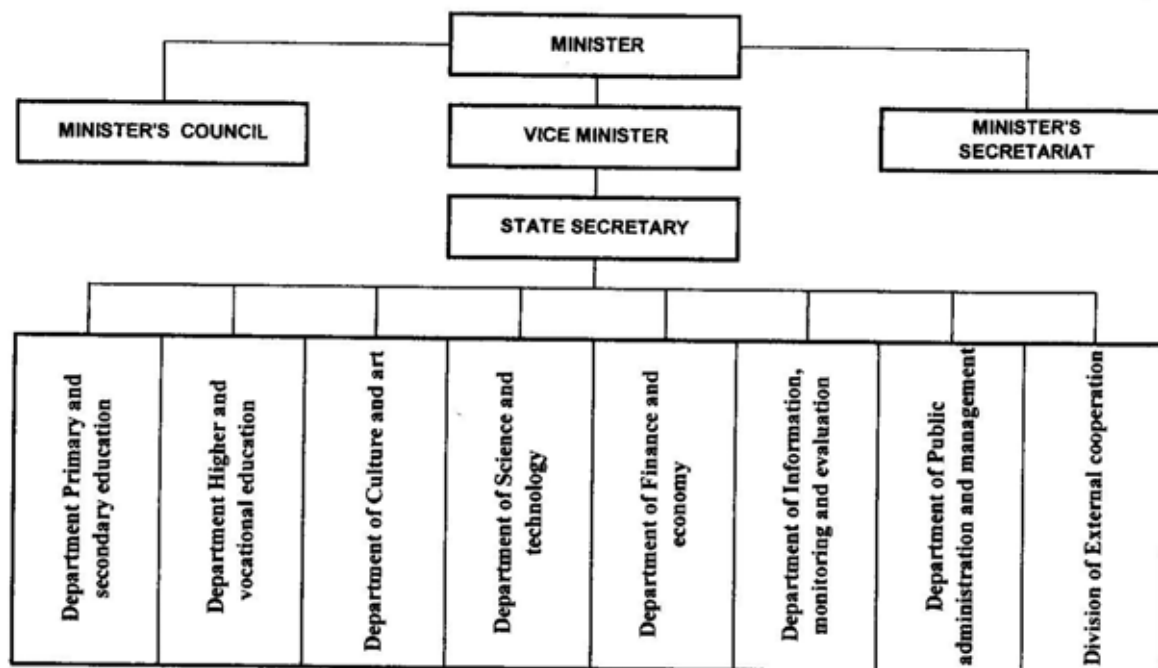 MINISTER
MINISTER'S COUNCIL
VICE MINISTER
MINISTER'S
SECRETARIAT
STATE SECRETARY
Department Primary and
secondary education
Department Higher and
vocational education
Department of Culture and art
Department of Science and
technology
Department of Finance and
economy
Department of Information,
monitoring and evaluation
Department of Public
administration and management
Division of External cooperation